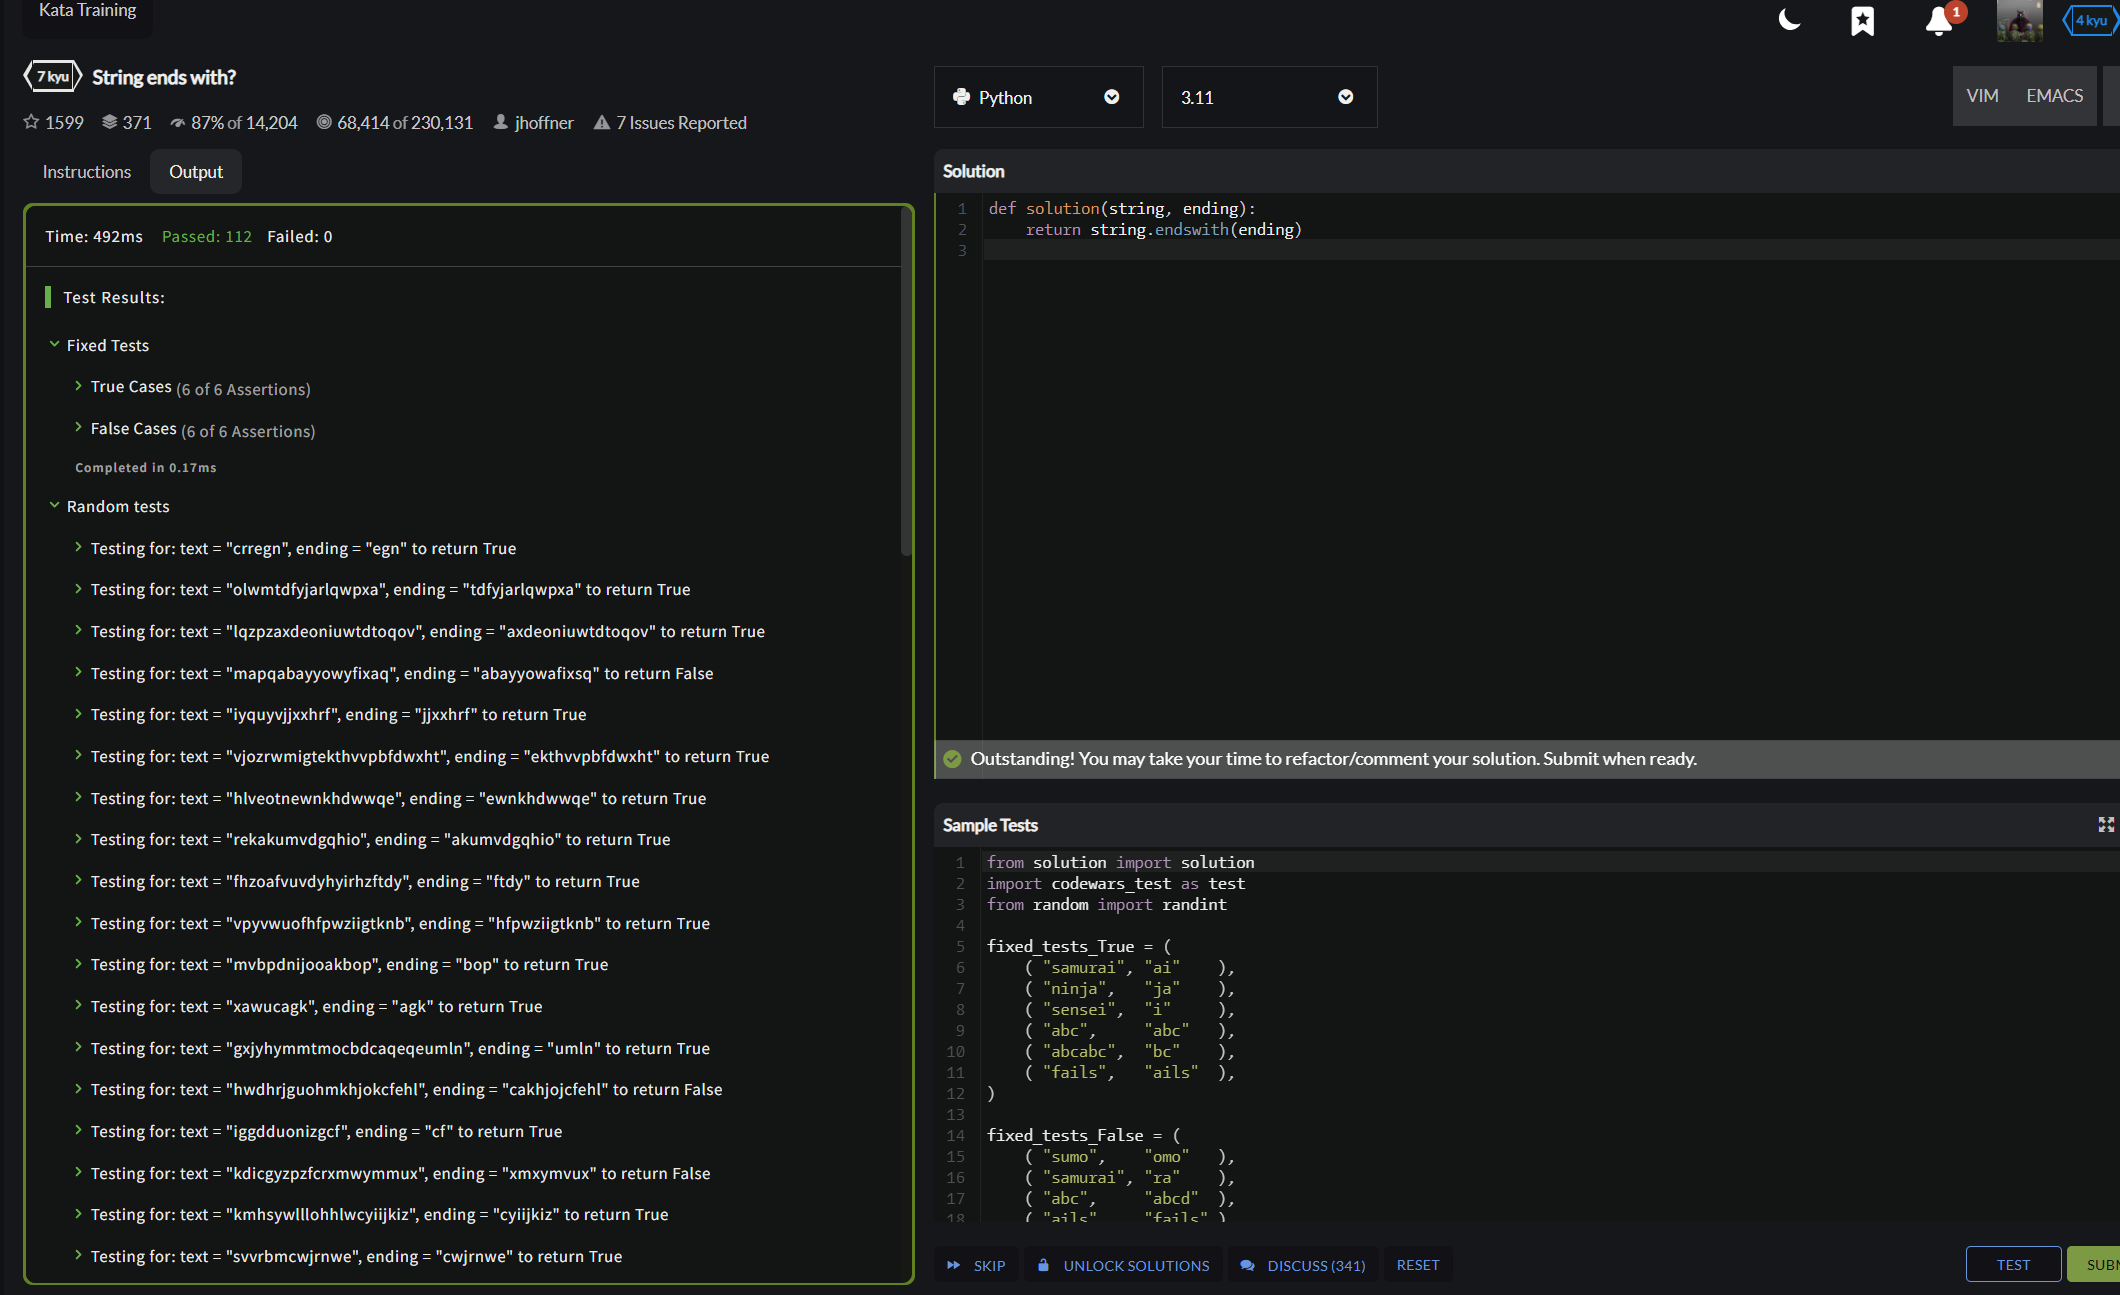 Kata Training
1
4 kyu
7 kyu String ends with?
1599 371 87% of 14,204 68,414 of 230,131 jhoffner 7 Issues Reported
Instructions Output
Time: 492ms Passed: 112 Failed: 0
Test Results:
Fixed Tests
True Cases (6 of 6 Assertions)
False Cases (6 of 6 Assertions)
Completed in 0.17ms
Random tests
Testing for: text = "crregn", ending = "egn" to return True
Testing for: text = "olwmtdfyjarlqwpxa", ending = "tdfyjarlqwpxa" to return True
Testing for: text = "lqzpzaxdeoniuwtdtoqov", ending = "axdeoniuwtdtoqov" to return True
Testing for: text = "mapqabayyowyfixaq", ending = "abayyowafixsq" to return False
Testing for: text = "iyquyvjjxxhrf", ending = "jjxxhrf" to return True
Testing for: text = "vjozrwmigtekthvvpbfdwxht", ending = "ekthvvpbfdwxht" to return True
Testing for: text = "hlveotnewnkhdwwqe", ending = "ewnkhdwwqe" to return True
Testing for: text = "rekakumvdgqhio", ending = "akumvdgqhio" to return True
Testing for: text = "fhzoafvuvdyhyirhzftdy", ending = "ftdy" to return True
Testing for: text = "vpyvwuofhfpwziigtknb", ending = "hfpwziigtknb" to return True
Testing for: text = "mvbpdnijooakbop", ending = "bop" to return True
Testing for: text = "xawucagk", ending = "agk" to return True
Testing for: text = "gxjyhymmtmocbdcaqeqeumln", ending = "umln" to return True
Testing for: text = "hwdhrjguohmkhjokcfehl", ending = "cakhjojcfehl" to return False
Testing for: text = "iggdduonizgcf", ending = "cf" to return True
Testing for: text = "kdicgyzpzfcrxmwymmux", ending = "xmxymvux" to return False
Testing for: text = "kmhsywlllohhlwcyiijkiz", ending = "cyiijkiz" to return True
Testing for: text = "svvrbmcwjrnwe", ending = "cwjrnwe" to return True
Python 3.11 VIM EMACS
Solution
1 def solution(string, ending):
2 return string.endswith(ending)
3
Outstanding! You may take your time to refactor/comment your solution. Submit when ready.
Sample Tests
1 from solution import solution
2 import codewars_test as test
3 from random import randint
4
5 fixed_tests_True = (
6 ( "samurai", "ai" ),
7 ( "ninja", "ja" ),
8 ( "sensei", "i" ),
9 ( "abc", "abc" ),
10 ( "abcabc", "bc" ),
11 ( "fails", "ails" ),
12 )
13
14 fixed_tests_False = (
15 ( "sumo", "omo" ),
16 ( "samurai", "ra" ),
17 ( "abc", "abcd" ),
18 ( "ails", "fails" )
SKIP UNLOCK SOLUTIONS DISCUSS (341) RESET TEST SUB